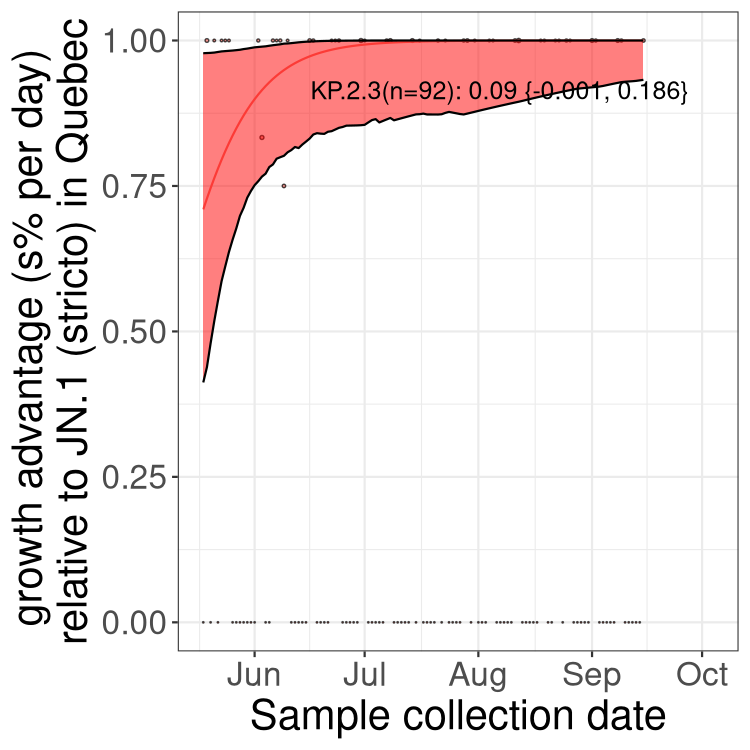 growth advantage (s% per day)
relative to JN.1 (stricto) in Quebec
1.00
0.75
0.50
0.25
0.00
KP.2.3(n=92): 0.09 {-0.001, 0.186}
Jun Jul Aug Sep Oct
Sample collection date